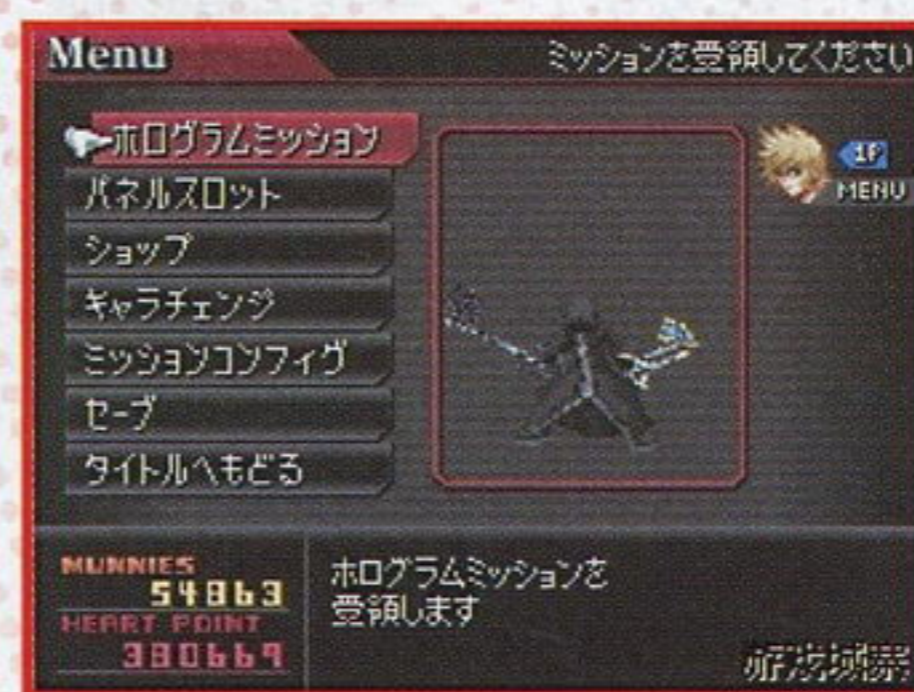 Menu
ミッションを受領してください
ホログラムミッション
パネルスロット
ショップ
キャラチェンジ
ミッションコンフィグ
セーブ
タイトルへもどる
1P
MENU
MUNNIES
54863
HEART POINT
380669
ホログラムミッションを
受領します